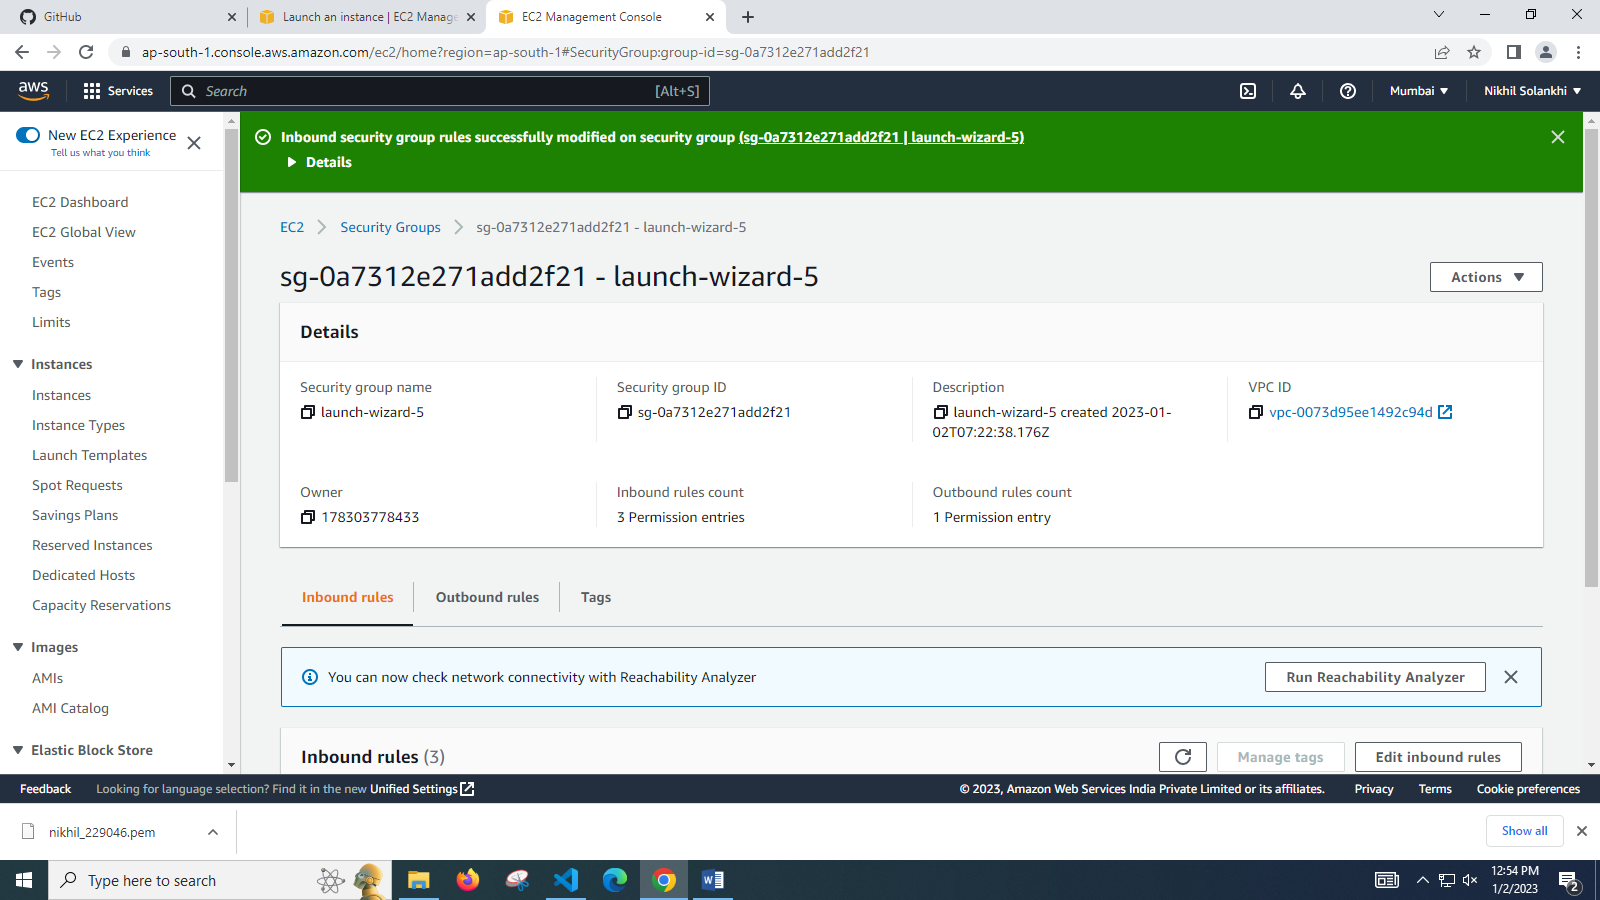 GitHub
Launch an instance | EC2 Manage
EC2 Management Console
ap-south-1.console.aws.amazon.com/ec2/home?region=ap-south-1#SecurityGroup:group-id=sg-0a7312e271add2f21
aws
Services
Search
[Alt+S]
Mumbai
Nikhil Solankhi
New EC2 Experience
Tell us what you think
EC2 Dashboard
EC2 Global View
Events
Tags
Limits
Instances
Instances
Instance Types
Launch Templates
Spot Requests
Savings Plans
Reserved Instances
Dedicated Hosts
Capacity Reservations
Images
AMIs
AMI Catalog
Elastic Block Store
Inbound security group rules successfully modified on security group (sg-0a7312e271add2f21 | launch-wizard-5)
Details
EC2
Security Groups
sg-0a7312e271add2f21 - launch-wizard-5
sg-0a7312e271add2f21 - launch-wizard-5
Actions
Details
Security group name
launch-wizard-5
Security group ID
sg-0a7312e271add2f21
Description
launch-wizard-5 created 2023-01-
02T07:22:38.176Z
VPC ID
vpc-0073d95ee1492c94d
Owner
178303778433
Inbound rules count
3 Permission entries
Outbound rules count
1 Permission entry
Inbound rules
Outbound rules
Tags
You can now check network connectivity with Reachability Analyzer
Run Reachability Analyzer
Inbound rules (3)
Manage tags
Edit inbound rules
Feedback
Looking for language selection? Find it in the new Unified Settings
© 2023, Amazon Web Services India Private Limited or its affiliates.
Privacy
Terms
Cookie preferences
nikhil_229046.pem
Show all
Type here to search
12:54 PM
1/2/2023
2